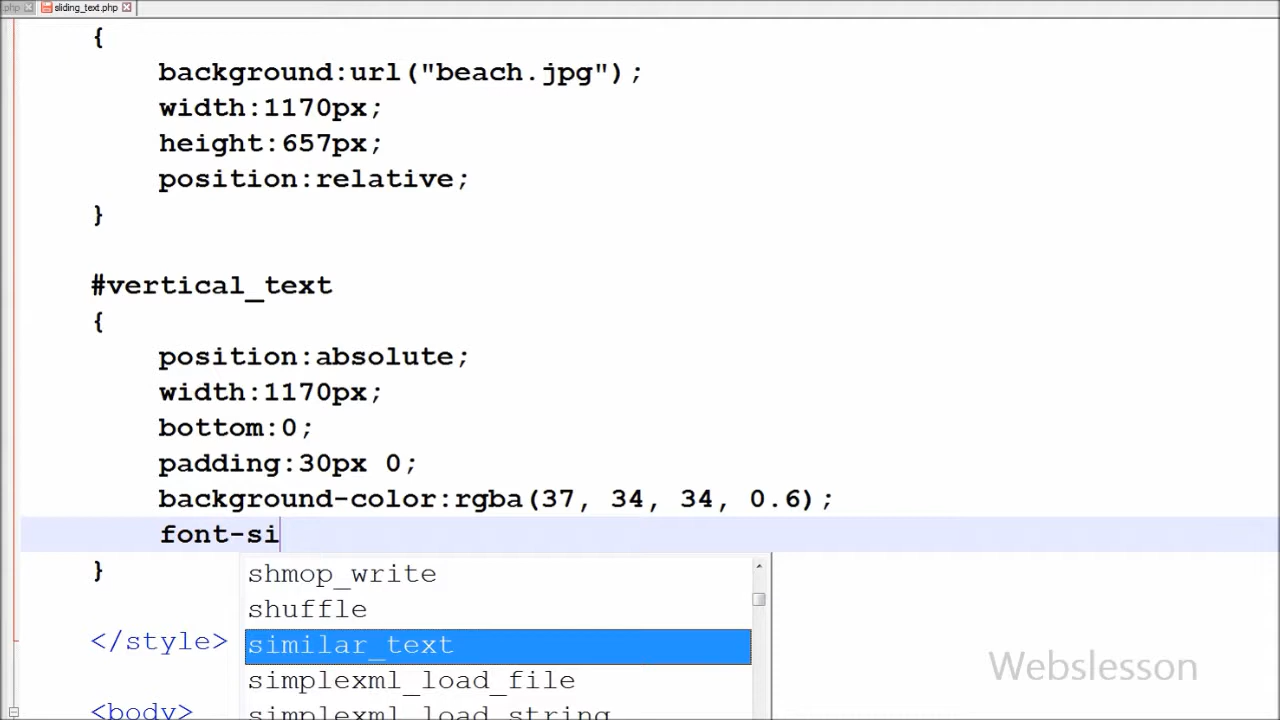 .php sliding_text.php
{
background:url("beach.jpg");
width:1170px;
height:657px;
position:relative;
}
#vertical_text
{
position:absolute;
width:1170px;
bottom:0;
padding:30px 0;
background-color:rgba(37, 34, 34, 0.6);
font-si
shmop_write
}
shuffle
</style>
similar_text
simplexml_load_file
Webslesson
<body>
simplexml_load_string